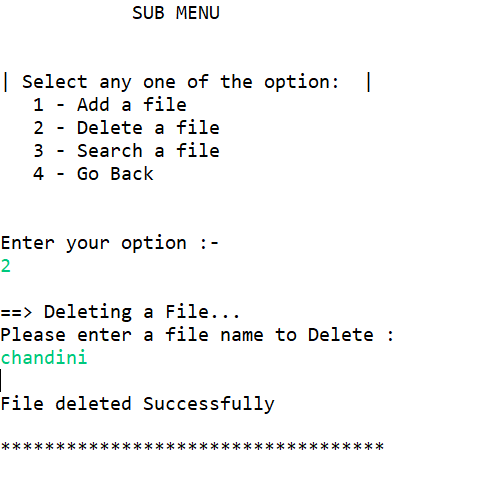 SUB MENU
| Select any one of the option:  |
1 - Add a file
2 - Delete a file
3 - Search a file
4 - Go Back
Enter your option :-
2
==> Deleting a File...
Please enter a file name to Delete :
chandini
File deleted Successfully
***********************************